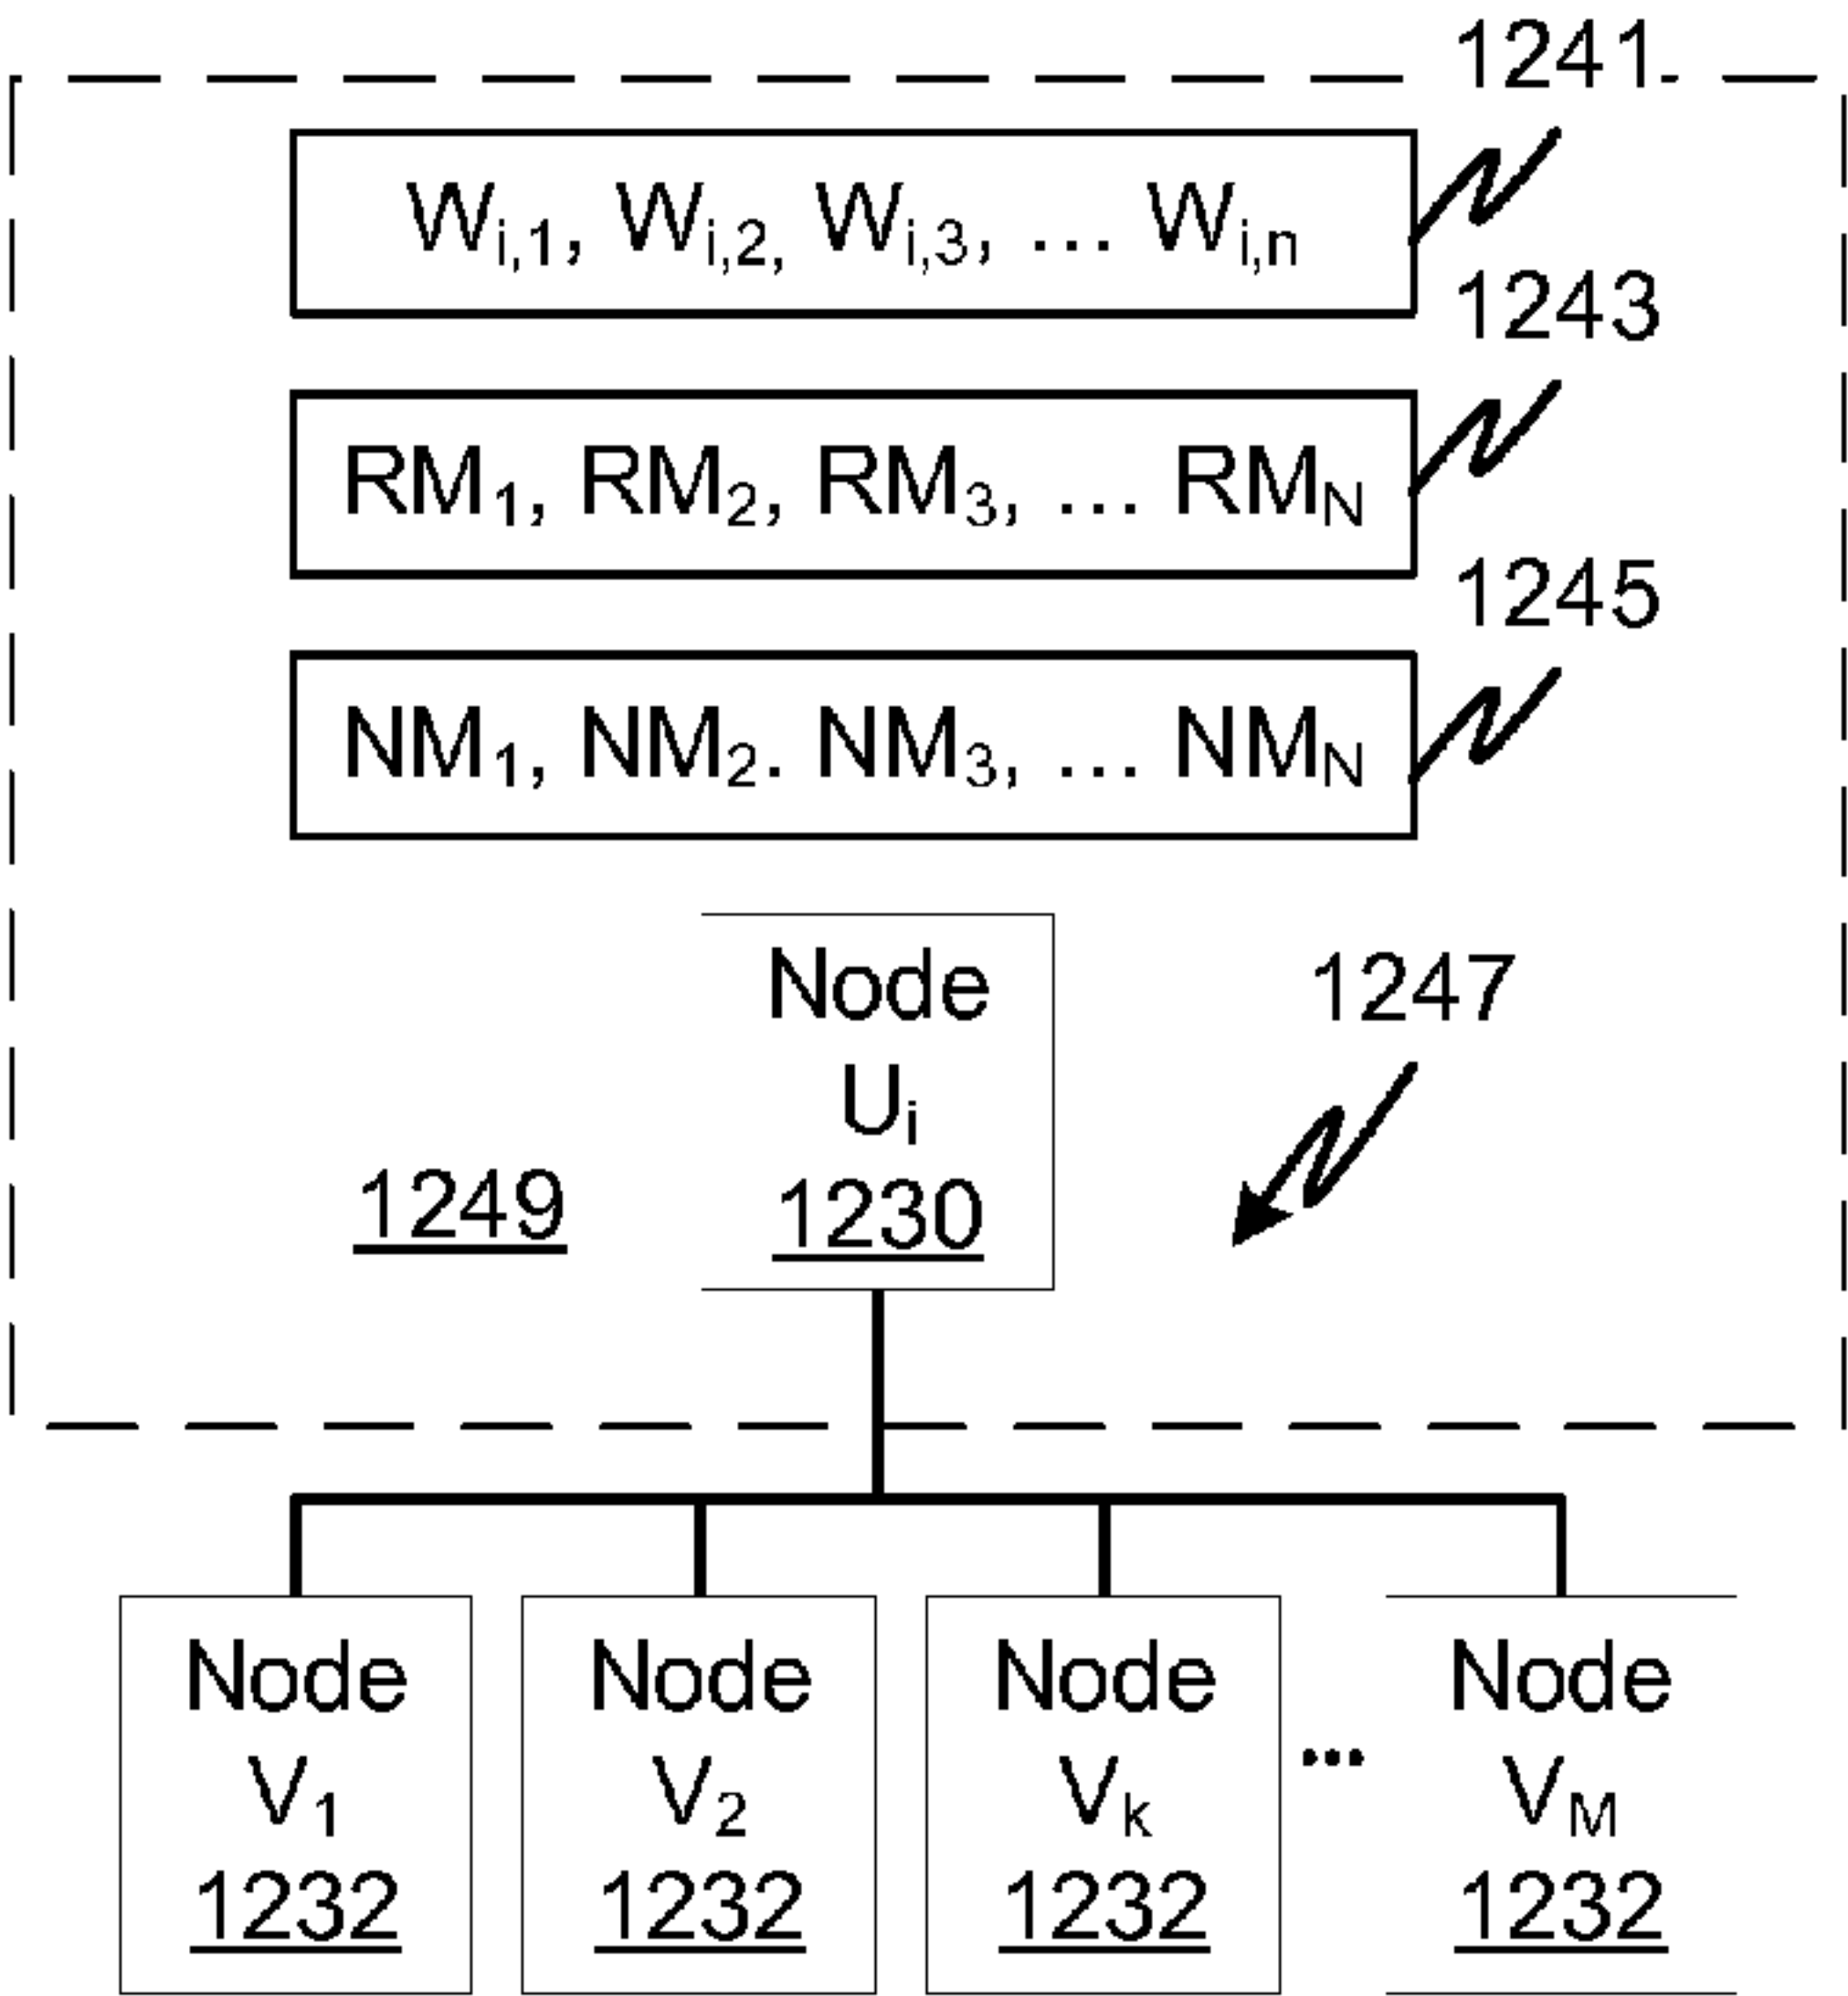 1241
Wi,1, Wi,2, Wi,3, ... Wi,n
1243
RM1, RM2, RM3, ... RMN
1245
NM1, NM2. NM3, ... NMN
Node
Ui
1230
1247
1249
Node
V1
1232
Node
V2
1232
Node
Vk
1232
...
Node
VM
1232